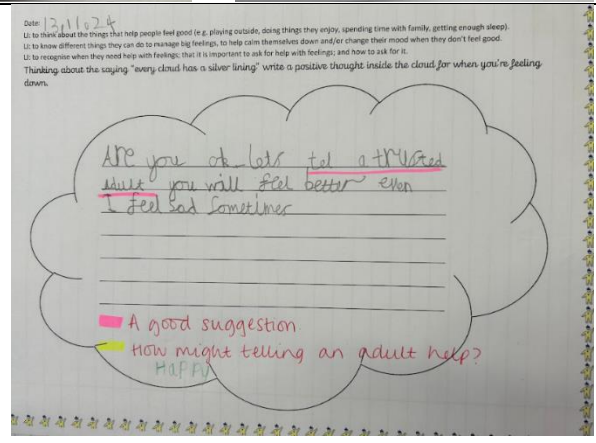 Date: 13.11.24
LI: to think about the things that help people feel good (e.g. playing outside, doing things they enjoy, spending time with family, getting enough sleep).
LI: to know different things they can do to manage big feelings, to help calm themselves down and/or change their mood when they don't feel good.
LI: to recognise when they need help with feelings; that it is important to ask for help with feelings; and how to ask for it.
Thinking about the saying "every cloud has a silver lining" write a positive thought inside the cloud for when you're feeling
down.
Are you ok lets tel a trusted
adult you will feel better even
I feel Sad Sometimes
A good suggestion.
How might telling an adult help?
HAPPY